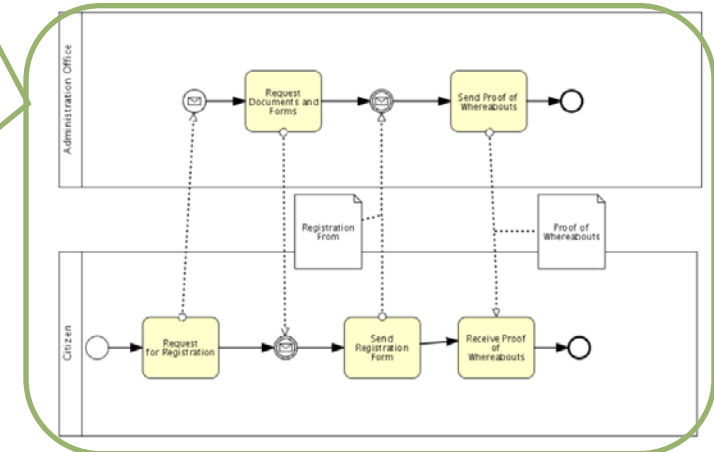 Administration Office
Request
Documents and
Forms
Send Proof of
Whereabouts
Registration
From
Proof of
Whereabouts
Citizen
Request
for Registration
Send
Registration
Form
Receive Proof
of
Whereabouts